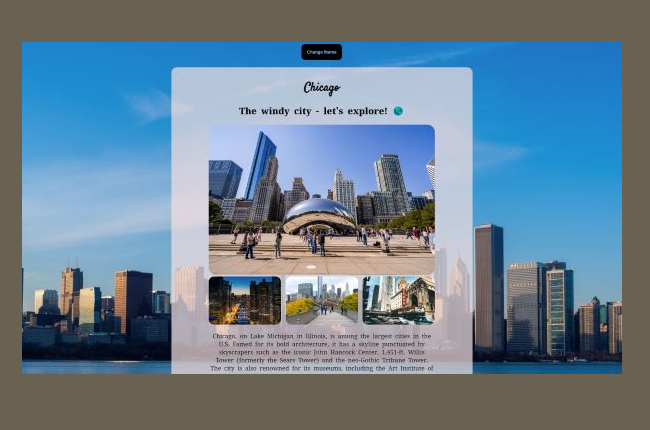 Change theme
Chicago
The windy city - let's explore!
Chicago, on Lake Michigan in Illinois, is among the largest cities in the
U.S. Famed for its bold architecture, it has a skyline punctuated by
skyscrapers such as the iconic John Hancock Center, 1,451-ft. Willis
Tower (formerly the Sears Tower) and the neo-Gothic Tribune Tower.
The city is also renowned for its museums, including the Art Institute of